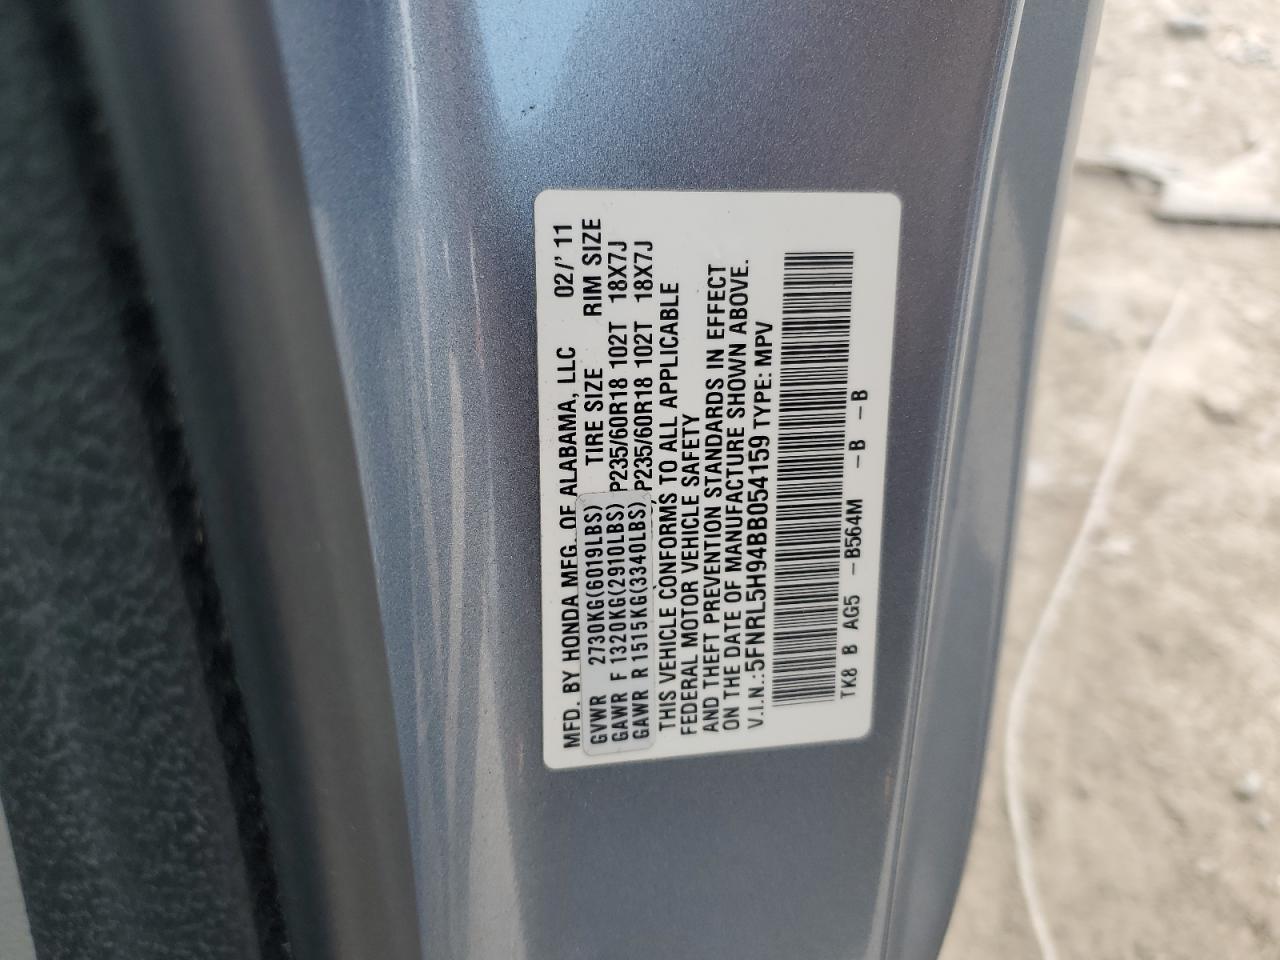 MFD. BY HONDA MFG. OF ALABAMA, LLC 02/'11
GVWR 2730KG(6019LBS) TIRE SIZE RIM SIZE
GAWR F 1320KG(2910LBS) P235/60R18 102T 18X7J
GAWR R 1515KG(3340LBS) P235/60R18 102T 18X7J
THIS VEHICLE CONFORMS TO ALL APPLICABLE
FEDERAL MOTOR VEHICLE SAFETY
AND THEFT PREVENTION STANDARDS IN EFFECT
ON THE DATE OF MANUFACTURE SHOWN ABOVE.
V.I.N.:5FNRL5H94BB054159 TYPE: MPV
TK8 B AG5 -B564M -B -B